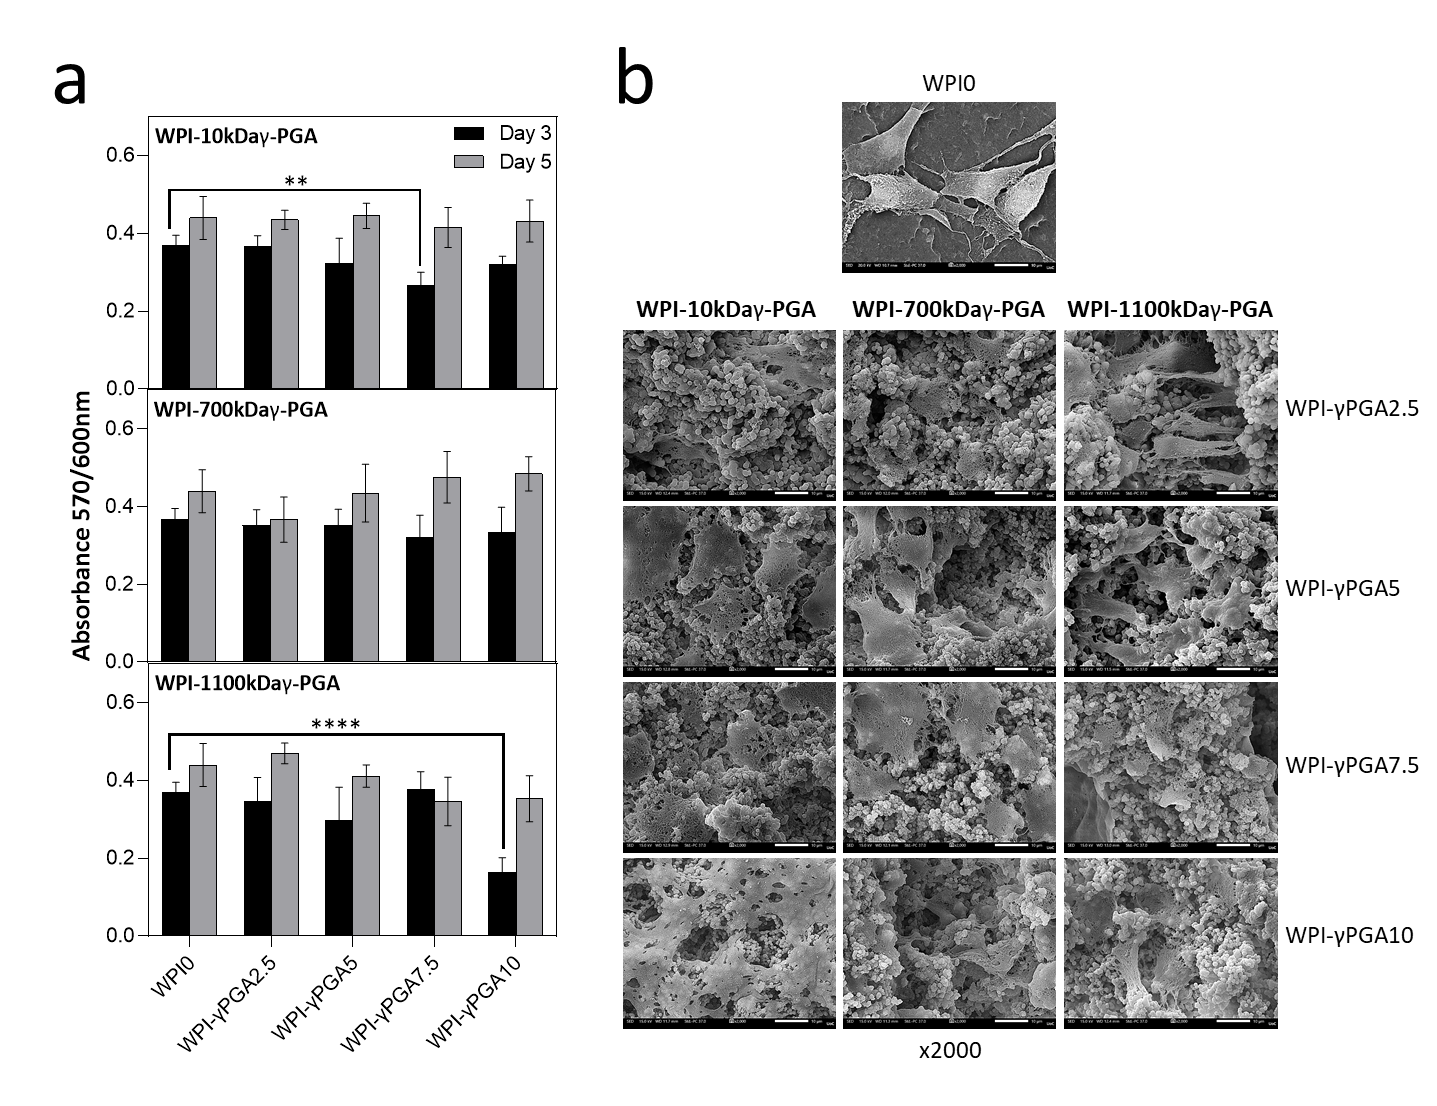 a
WPI-10kDaγ-PGA
Day 3
Day 5
**
0.6
0.4
0.2
0.0
WPI-700kDaγ-PGA
0.6
0.4
0.2
0.0
WPI-1100kDaγ-PGA
****
0.6
0.4
0.2
0.0
Absorbance 570/600nm
WPI0
WPI-γPGA2.5
WPI-γPGA5
WPI-γPGA7.5
WPI-γPGA10
b
WPI0
WPI-10kDaγ-PGA WPI-700kDaγ-PGA WPI-1100kDaγ-PGA
WPI-γPGA2.5
WPI-γPGA5
WPI-γPGA7.5
WPI-γPGA10
x2000